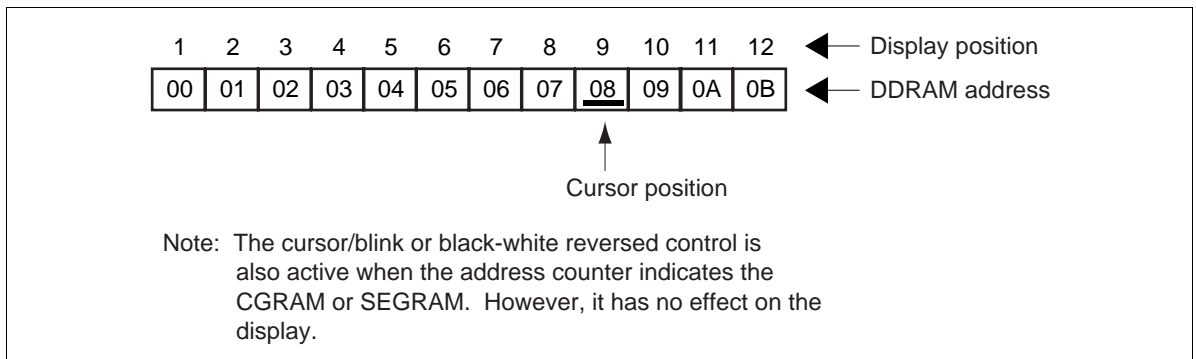 1 2 3 4 5 6 7 8 9 10 11 12 Display position
00 01 02 03 04 05 06 07 08 09 0A 0B DDRAM address
Cursor position
Note: The cursor/blink or black-white reversed control is
also active when the address counter indicates the
CGRAM or SEGRAM. However, it has no effect on the
display.